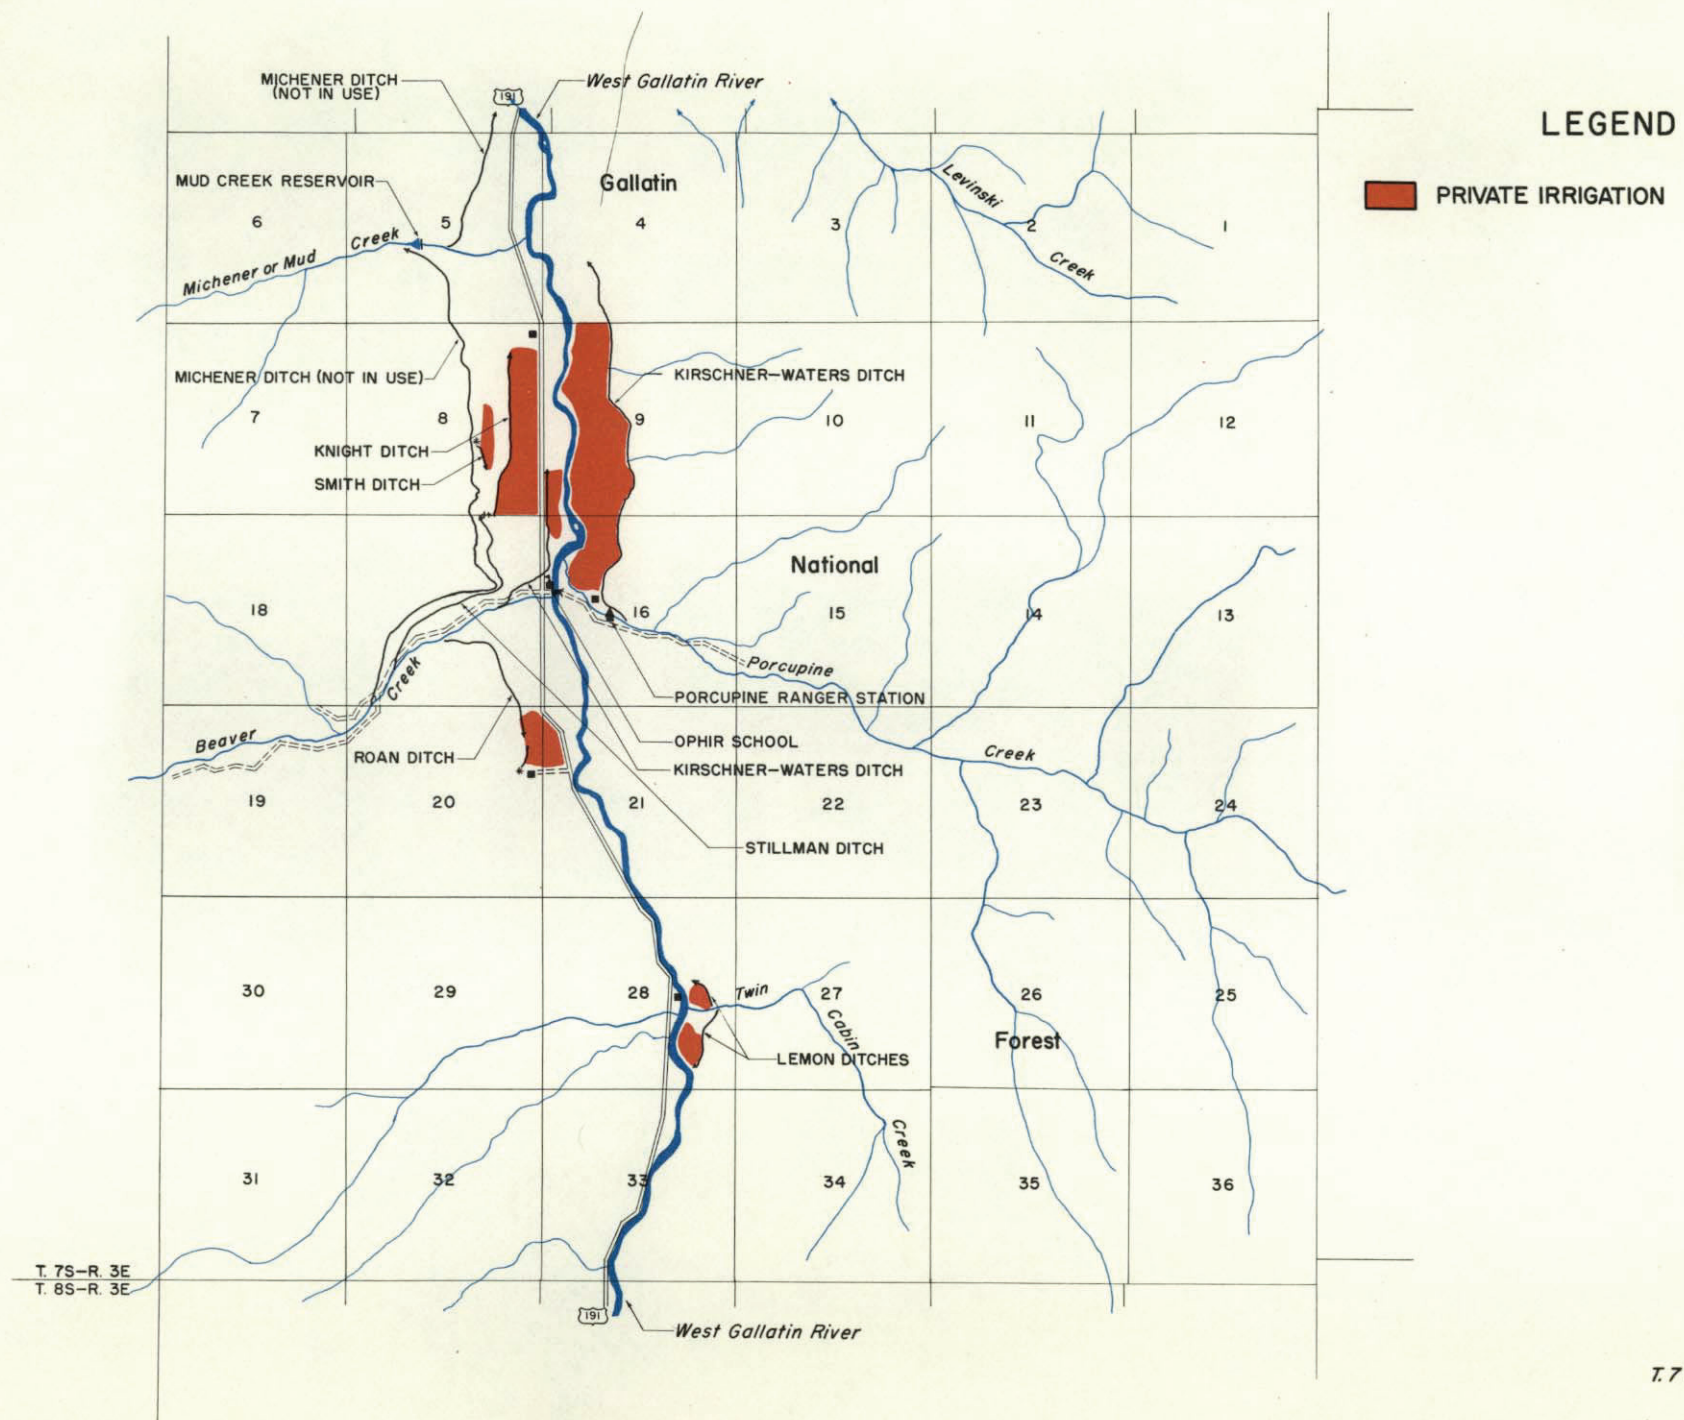 MICHENER DITCH
(NOT IN USE)
191
West Gallatin River
LEGEND
PRIVATE IRRIGATION
MUD CREEK RESERVOIR
Gallatin
Levinski
Creek
6
5
4
3
2
1
Michener or Mud Creek
MICHENER DITCH (NOT IN USE)
KIRSCHNER-WATERS DITCH
7
8
9
10
11
12
KNIGHT DITCH
SMITH DITCH
National
18
16
15
14
13
Porcupine
Creek
PORCUPINE RANGER STATION
Beaver
Creek
ROAN DITCH
OPHIR SCHOOL
KIRSCHNER-WATERS DITCH
19
20
21
22
23
24
STILLMAN DITCH
30
29
28
Twin
27
26
25
Cabin
Creek
Forest
LEMON DITCHES
31
32
33
34
35
36
T. 7S-R. 3E
T. 8S-R. 3E
191
West Gallatin River
T. 7